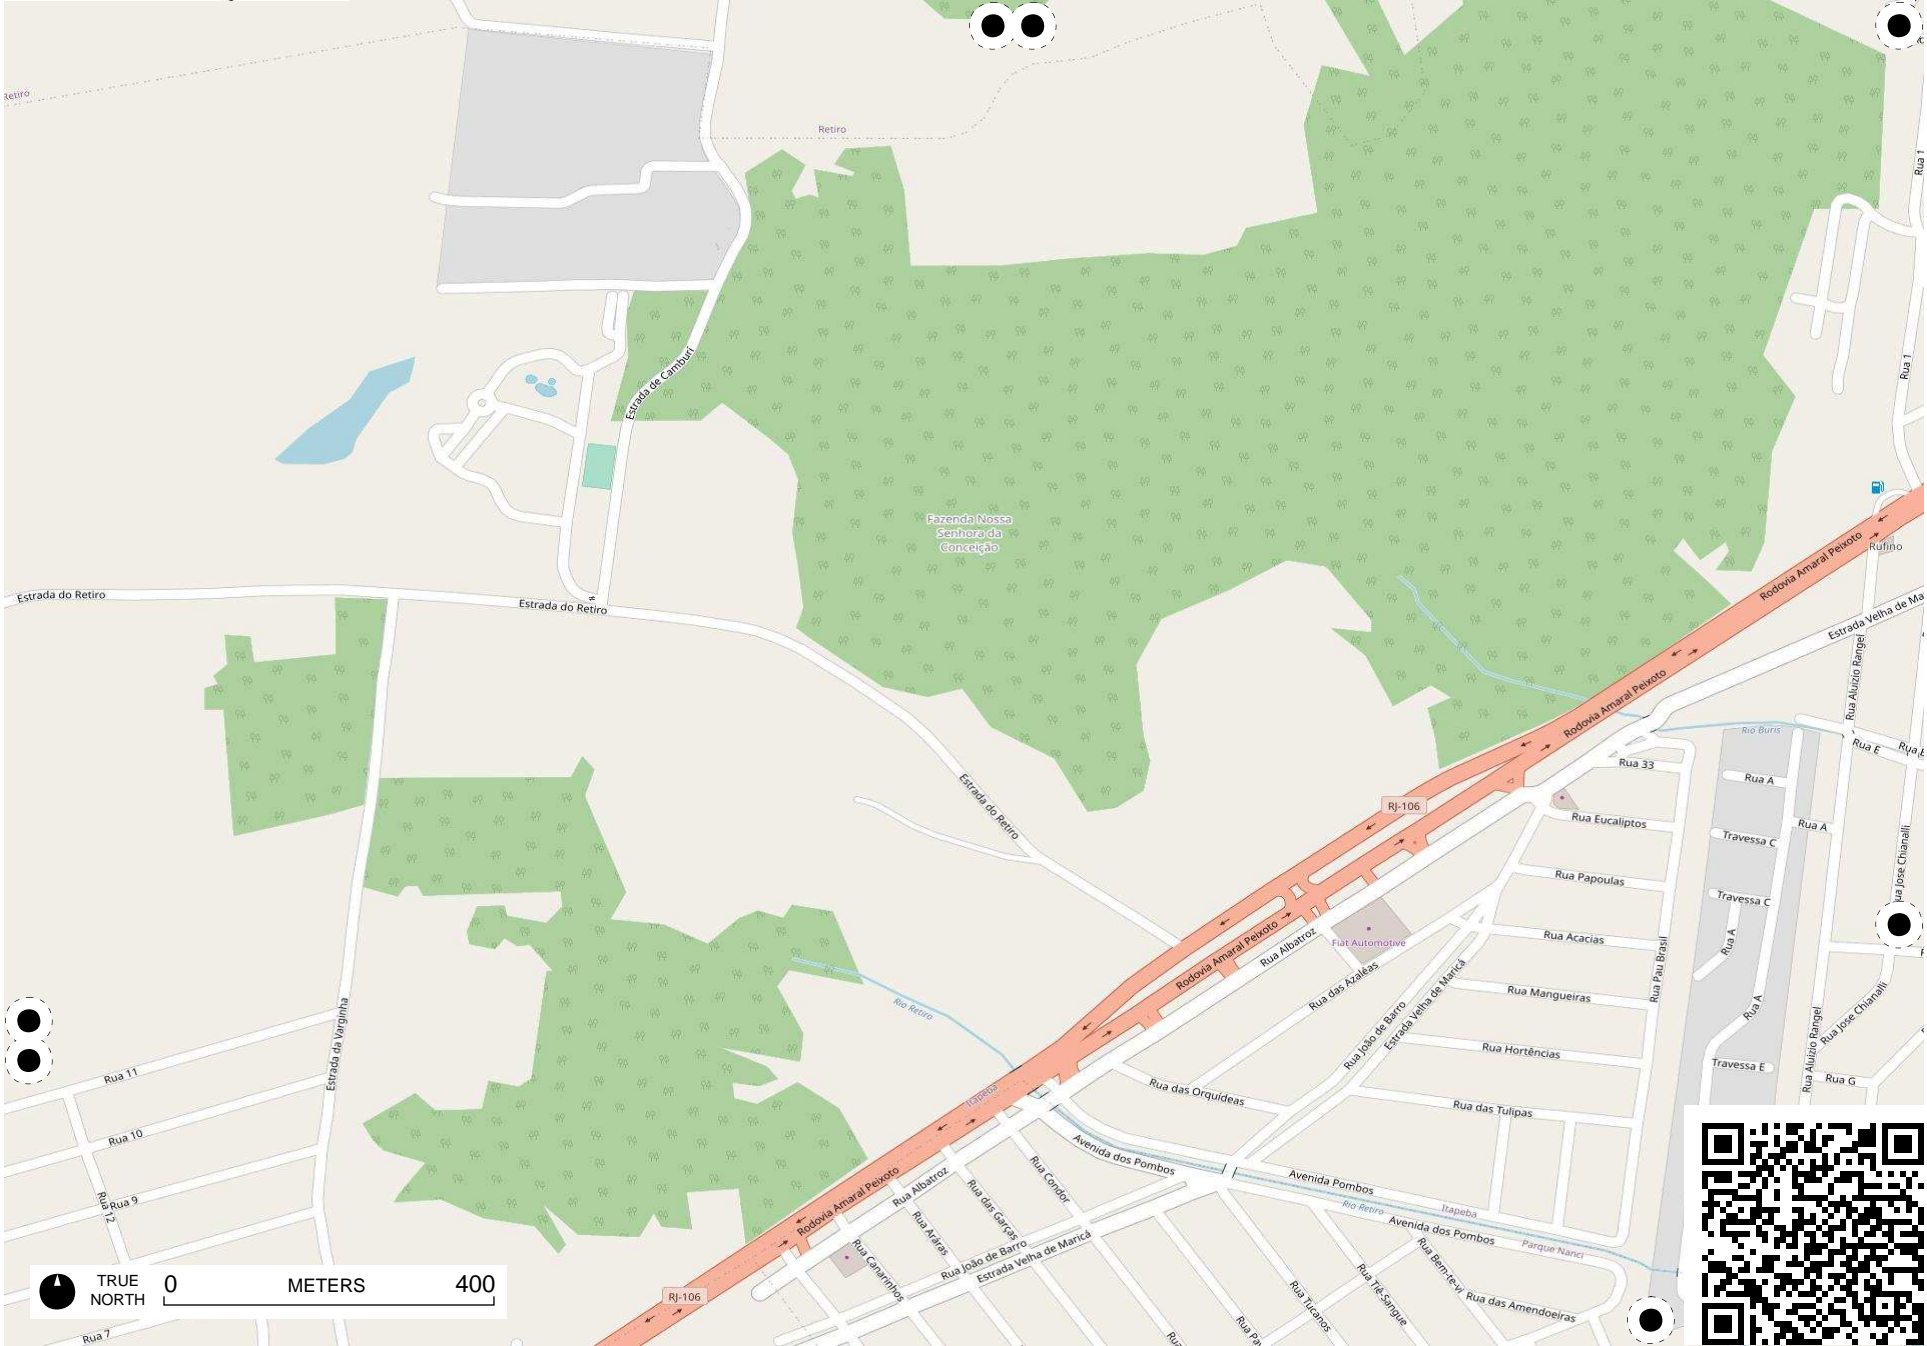 Retiro
Retiro
Rua 1
Rua 1
Estrada de Camburi
Fazenda Nossa
Senhora da
Conceição
Rufino
Rodovia Amaral Peixoto
Estrada do Retiro
Estrada do Retiro
Estrada Velha de Ma
Rua Aluizio Rangel
Rodovia Amaral Peixoto
Rio Buris
Rua E
Rua 33
Rua A
Estrada do Retiro
RJ-106
Rua Eucaliptos
Rua A
Travessa C
Rua Papoulas
Travessa C
Rua Jose Chianalli
Rodovia Amaral Peixoto
Rua Albatroz
Fiat Automotive
Rua Acacias
Rua Pau Brasil
Rua A
Rua das Azaléas
Rua Mangueiras
Rio Retiro
Rua João de Barro
Estrada Velha de Maricá
Rua A
Rua Jose Chianalli
Rua Aluizio Rangel
Estrada da Varginha
Rua Hortências
Travessa E
Rua G
Rua 11
Itapeba
Rua das Orquídeas
Rua das Tulipas
Rua 10
Avenida dos Pombos
Rua Condor
Avenida Pombos
Rua 9
Rua 12
Rodovia Amaral Peixoto
Rua Albatroz
Rua das Garças
Rio Retiro
Itapeba
Avenida dos Pombos
Parque Nanci
Rua Aráras
Rua João de Barro
Estrada Velha de Maricá
Rua Canarinhos
Rua Bem-te-vi
Rua Tiê-Sangue
Rua Tucanos
Rua das Amendoeiras
RJ-106
TRUE
NORTH
0 METERS 400
Rua 7